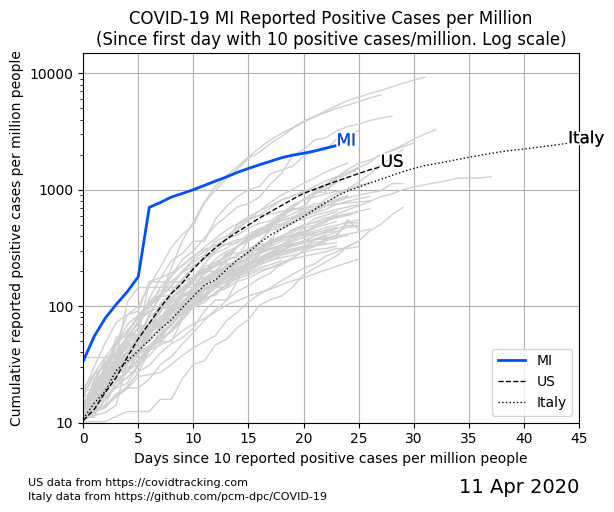 COVID-19 MI Reported Positive Cases per Million
(Since first day with 10 positive cases/million. Log scale)
Cumulative reported positive cases per million people
10000
1000
100
10
MI
US
Italy
MI
US
Italy
0 5 10 15 20 25 30 35 40 45
Days since 10 reported positive cases per million people
US data from https://covidtracking.com
Italy data from https://github.com/pcm-dpc/COVID-19
11 Apr 2020